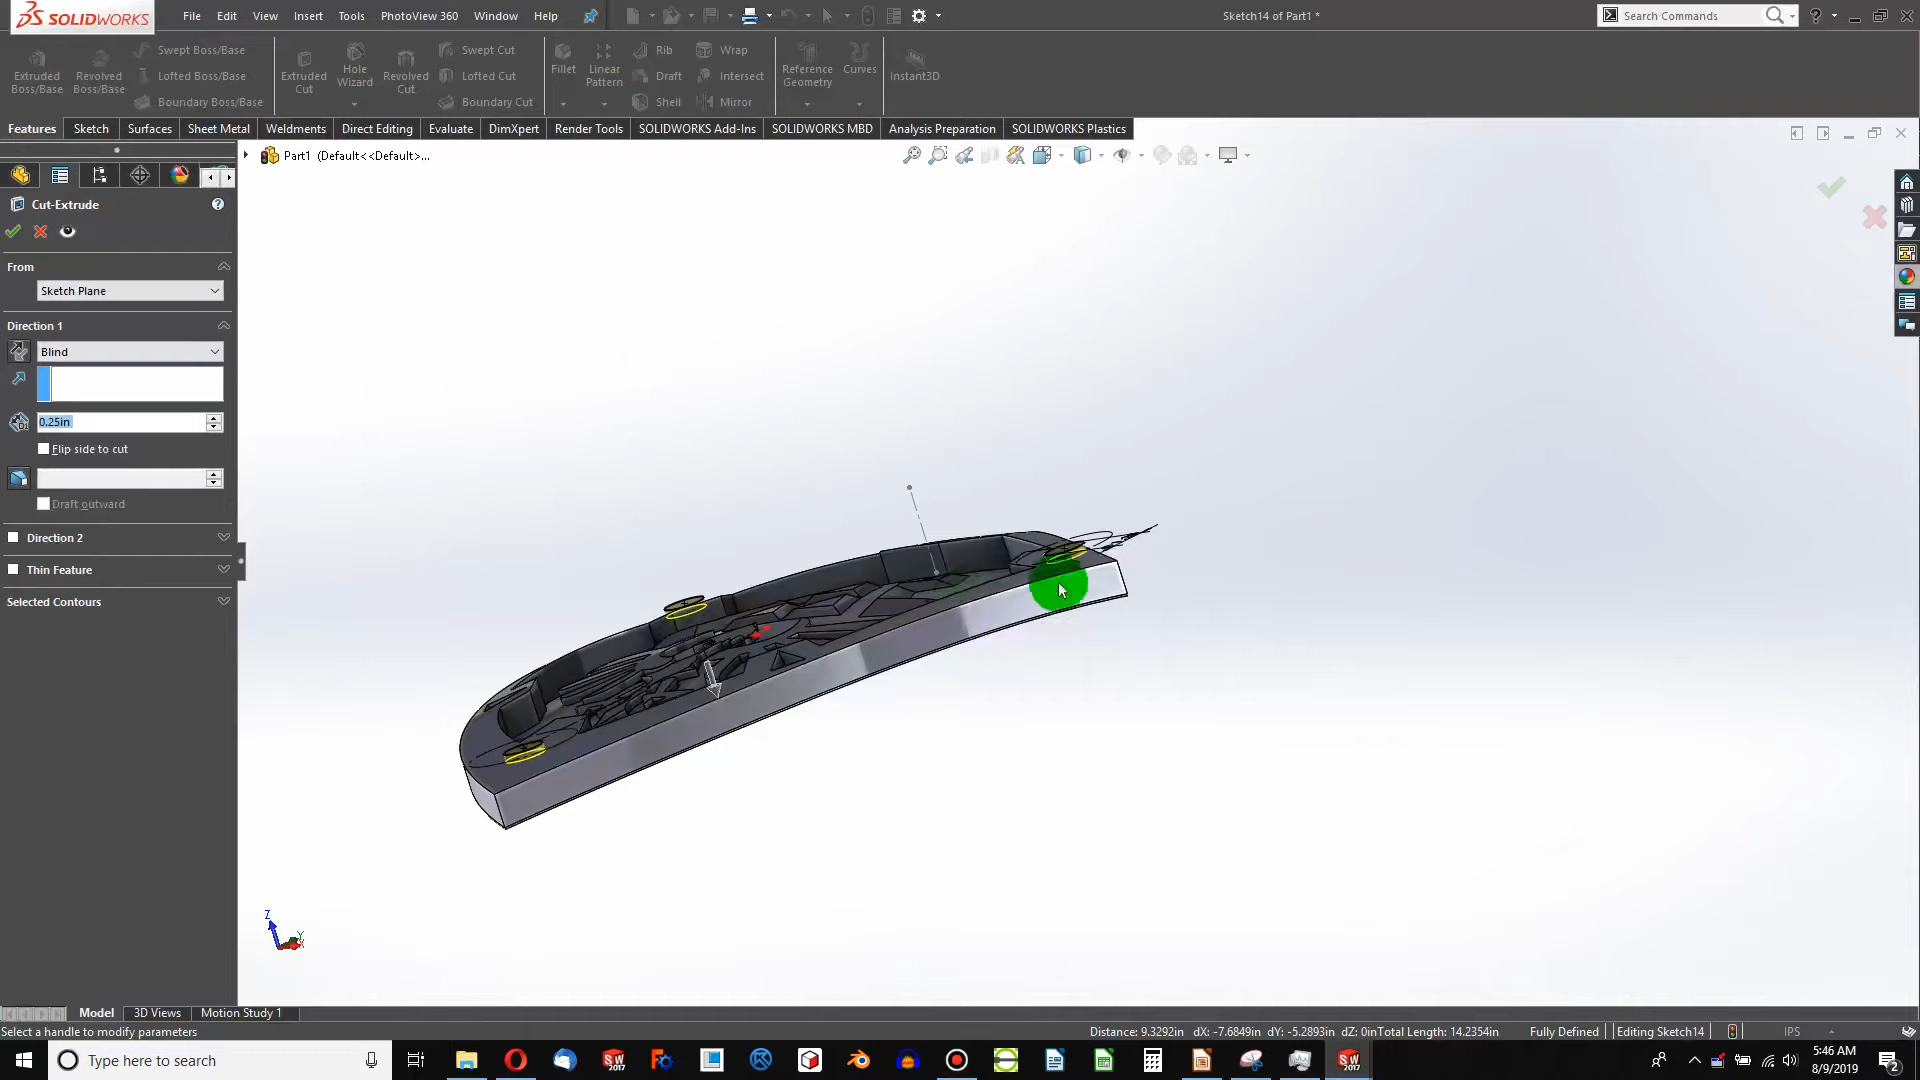 SOLIDWORKS File Edit View Insert Tools PhotoView 360 Window Help Sketch14 of Part1 * Search Commands
Extruded Boss/Base
Revolved Boss/Base
Swept Boss/Base
Lofted Boss/Base
Boundary Boss/Base
Extruded Cut
Hole Wizard
Revolved Cut
Swept Cut
Lofted Cut
Boundary Cut
Fillet
Linear Pattern
Rib
Draft
Shell
Wrap
Intersect
Mirror
Reference Geometry
Curves
Instant3D
Features Sketch Surfaces Sheet Metal Weldments Direct Editing Evaluate DimXpert Render Tools SOLIDWORKS Add-Ins SOLIDWORKS MBD Analysis Preparation SOLIDWORKS Plastics
Part1 (Default<<Default>...
Cut-Extrude
From
Sketch Plane
Direction 1
Blind
0.25in
Flip side to cut
Draft outward
Direction 2
Thin Feature
Selected Contours
Z
Y
X
Model 3D Views Motion Study 1
Select a handle to modify parameters Distance: 9.3292in dX: -7.6849in dY: -5.2893in dZ: 0inTotal Length: 14.2354in Fully Defined Editing Sketch14 IPS
Type here to search
SW 2017
SW 2017
5:46 AM
8/9/2019
2